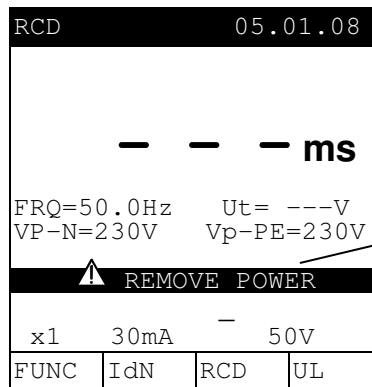 RCD 05.01.08
– – – ms
FRQ=50.0Hz Ut= ---V
VP-N=230V Vp-PE=230V
REMOVE POWER
x1 30mA – 50V
FUNC IdN RCD UL